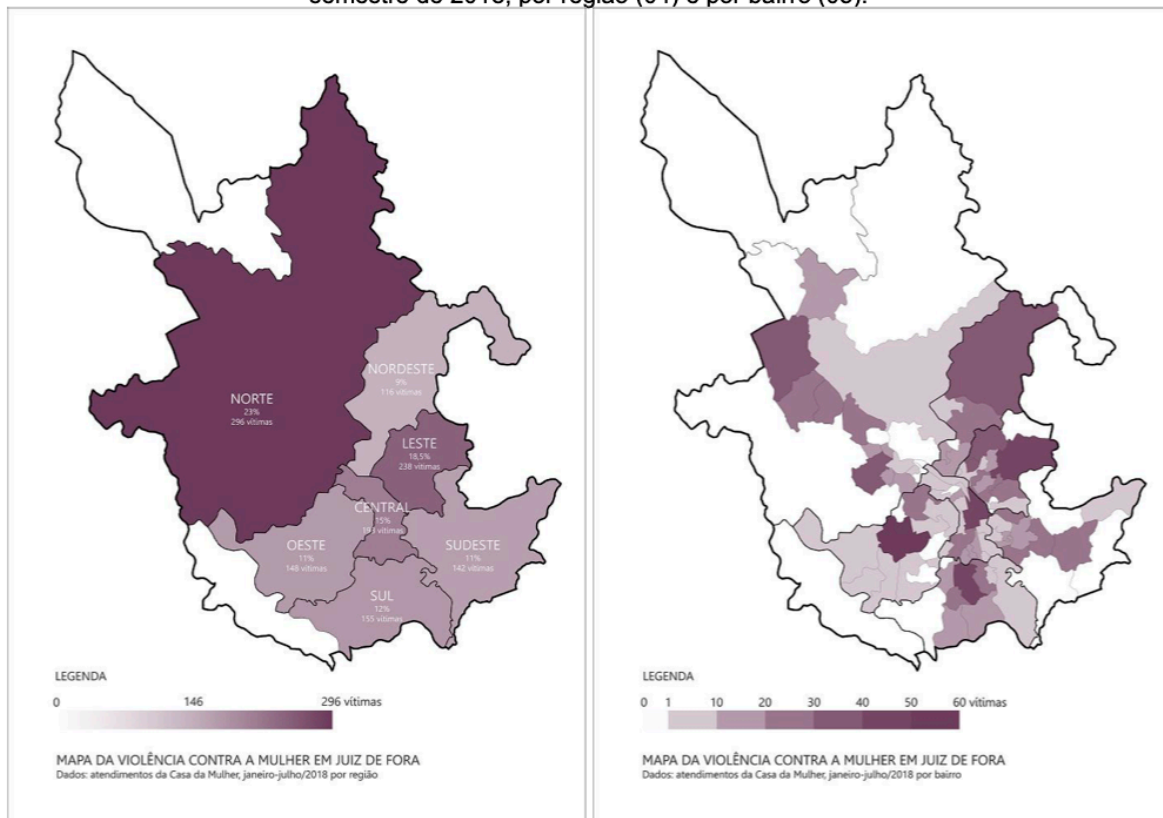 semestre de 2018, por região (04) e por bairro (05).
NORDESTE
9%
116 vítimas
NORTE
23%
296 vítimas
LESTE
18,5%
238 vítimas
CENTRAL
15%
vítimas
OESTE
11%
148 vítimas
SUDESTE
11%
142 vítimas
SUL
12%
155 vítimas
LEGENDA
0 146 296 vítimas
MAPA DA VIOLÊNCIA CONTRA A MULHER EM JUIZ DE FORA
Dados: atendimentos da Casa da Mulher, janeiro-julho/2018 por região
LEGENDA
0 1 10 20 30 40 50 60 vítimas
MAPA DA VIOLÊNCIA CONTRA A MULHER EM JUIZ DE FORA
Dados: atendimentos da Casa da Mulher, janeiro-julho/2018 por bairro